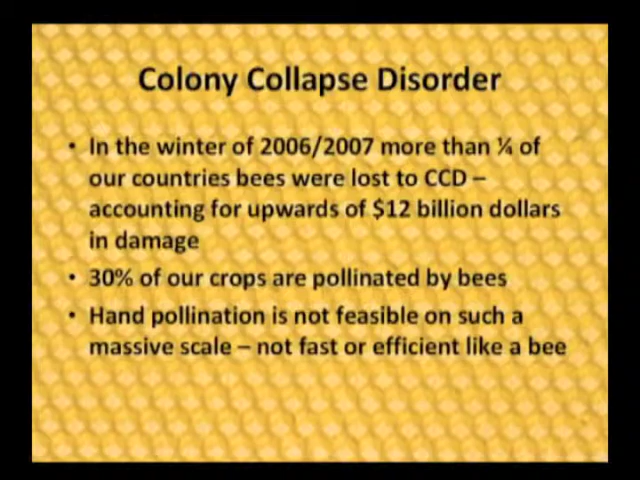 Colony Collapse Disorder
• In the winter of 2006/2007 more than ¼ of
our countries bees were lost to CCD –
accounting for upwards of $12 billion dollars
in damage
• 30% of our crops are pollinated by bees
• Hand pollination is not feasible on such a
massive scale – not fast or efficient like a bee